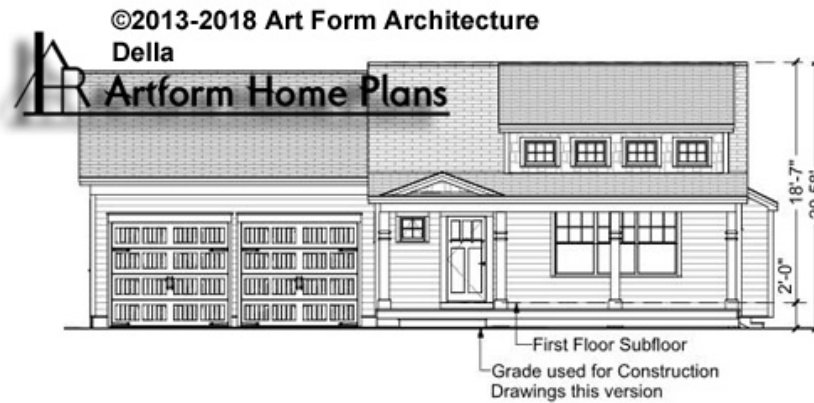 ©2013-2018 Art Form Architecture
Della
AR
Artform Home Plans
18'-7"
2'-0"
First Floor Subfloor
Grade used for Construction
Drawings this version